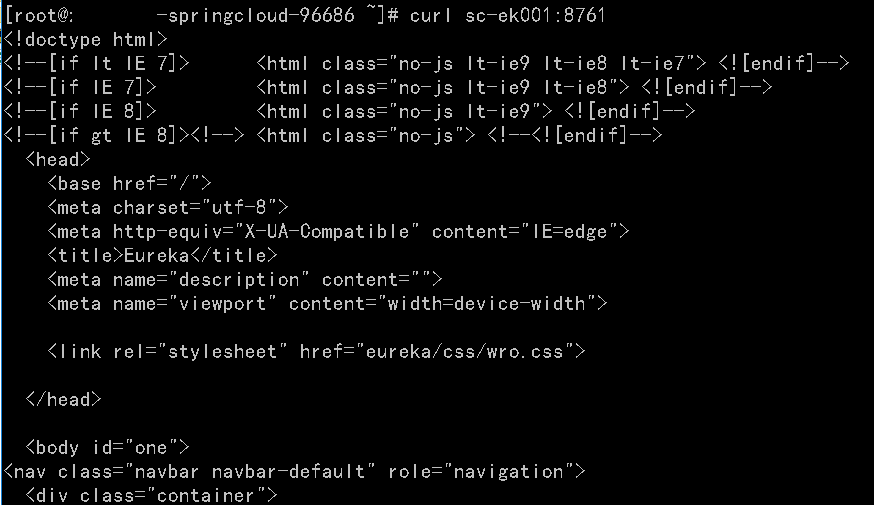 [root@:       -springcloud-96686 ~]# curl sc-ek001:8761
<!doctype html>
<!--[if lt IE 7]>      <html class="no-js lt-ie9 lt-ie8 lt-ie7"> <![endif]-->
<!--[if IE 7]>         <html class="no-js lt-ie9 lt-ie8"> <![endif]-->
<!--[if IE 8]>         <html class="no-js lt-ie9"> <![endif]-->
<!--[if gt IE 8]><!--> <html class="no-js"> <!--<![endif]-->
  <head>
    <base href="/">
    <meta charset="utf-8">
    <meta http-equiv="X-UA-Compatible" content="IE=edge">
    <title>Eureka</title>
    <meta name="description" content="">
    <meta name="viewport" content="width=device-width">

    <link rel="stylesheet" href="eureka/css/wro.css">

  </head>

  <body id="one">
<nav class="navbar navbar-default" role="navigation">
  <div class="container">